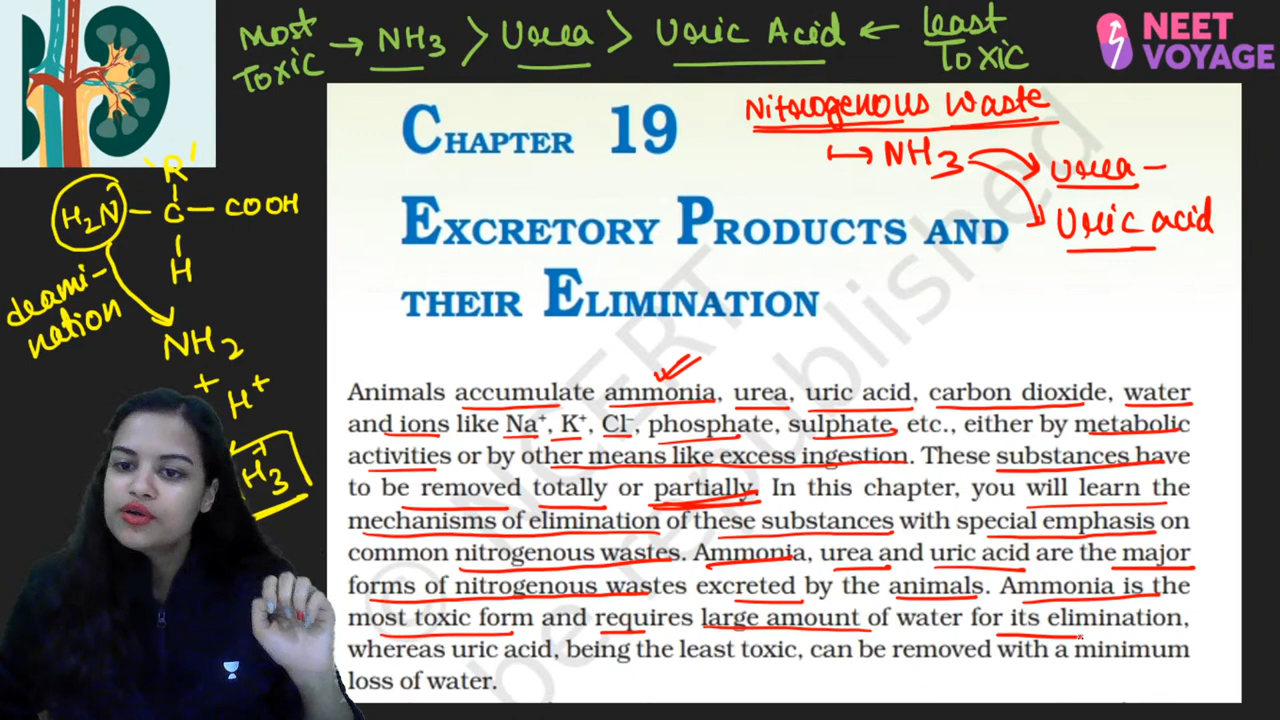 Most Toxic → NH3 > Urea > Uric Acid ← least Toxic
NEET
VOYAGE
Nitrogenous Waste
↦ NH3
Urea –
Uric acid
CHAPTER 19
EXCRETORY PRODUCTS AND
THEIR ELIMINATION
'R'
H2N – C – COOH
H
deami-
nation
NH2
+
H+
H3
Animals accumulate ammonia, urea, uric acid, carbon dioxide, water
and ions like Na+, K+, Cl–, phosphate, sulphate, etc., either by metabolic
activities or by other means like excess ingestion. These substances have
to be removed totally or partially. In this chapter, you will learn the
mechanisms of elimination of these substances with special emphasis on
common nitrogenous wastes. Ammonia, urea and uric acid are the major
forms of nitrogenous wastes excreted by the animals. Ammonia is the
most toxic form and requires large amount of water for its elimination,
whereas uric acid, being the least toxic, can be removed with a minimum
loss of water.
© NCERT
be republished